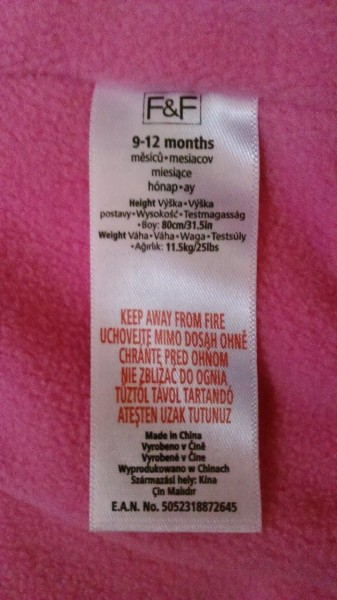 F&F
9-12 months
měsíců•mesiacov
miesiące
hónap•ay
Height Výška•Výška
postavy•Wysokość•Testmagasság
•Boy: 80cm/31.5in
Weight Váha•Váha•Waga•Testsúly
•Ağırlık: 11.5kg/25lbs
KEEP AWAY FROM FIRE
UCHOVEJTE MIMO DOSAH OHNĚ
CHRÁŇTE PRED OHŇOM
NIE ZBLIŻAĆ DO OGNIA
TŰZTŐL TÁVOL TARTANDÓ
ATEŞTEN UZAK TUTUNUZ
Made in China
Vyrobeno v Číně
Vyrobené v Číne
Wyprodukowano w Chinach
Származási hely: Kína
Çin Malıdır
E.A.N. No. 5052318872645